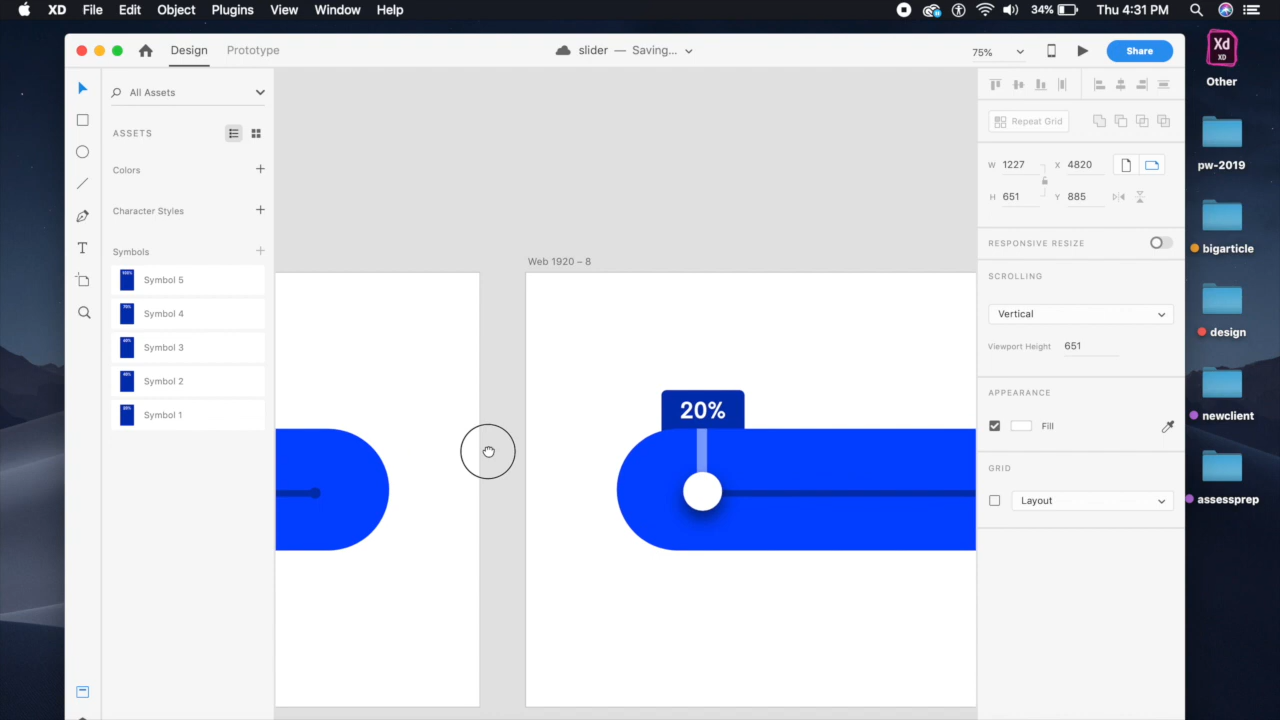 XD File Edit Object Plugins View Window Help
34% Thu 4:31 PM
Design Prototype
slider — Saving...
75%
Share
All Assets
ASSETS
Colors
Character Styles
Symbols
Symbol 5
Symbol 4
Symbol 3
Symbol 2
Symbol 1
Web 1920 – 8
20%
Repeat Grid
W 1227 X 4820
H 651 Y 885
RESPONSIVE RESIZE
SCROLLING
Vertical
Viewport Height 651
APPEARANCE
Fill
GRID
Layout
Xd
XD
Other
pw-2019
bigarticle
design
newclient
assessprep